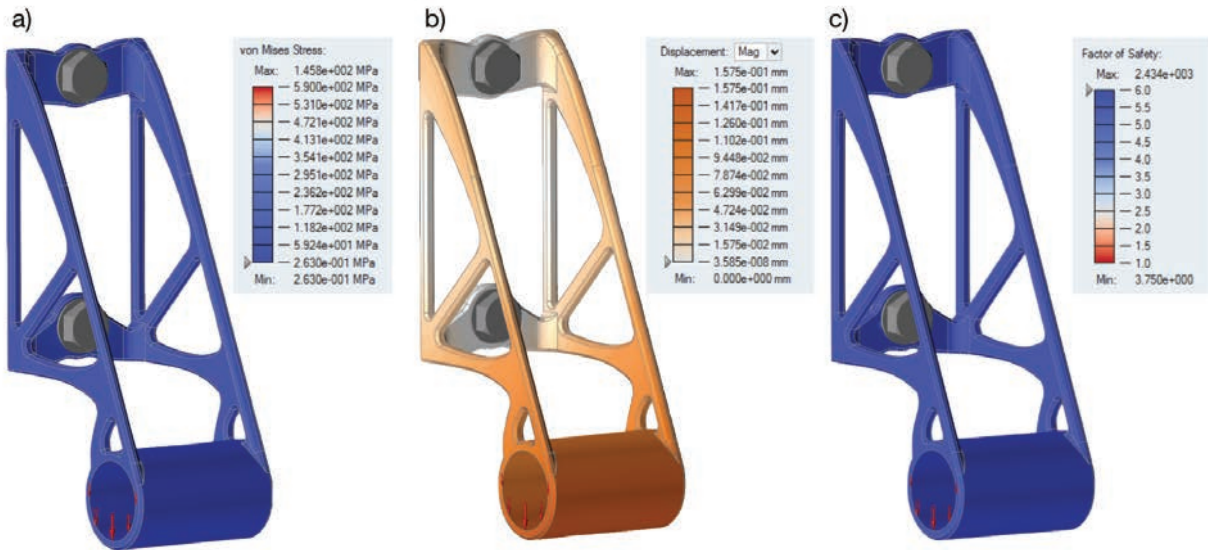 a)
von Mises Stress:
Max: 1.458e+002 MPa
5.900e+002 MPa
5.310e+002 MPa
4.721e+002 MPa
4.131e+002 MPa
3.541e+002 MPa
2.951e+002 MPa
2.362e+002 MPa
1.772e+002 MPa
1.182e+002 MPa
5.924e+001 MPa
2.630e-001 MPa
Min: 2.630e-001 MPa
b)
Displacement: Mag
Max: 1.575e-001 mm
1.575e-001 mm
1.417e-001 mm
1.260e-001 mm
1.102e-001 mm
9.448e-002 mm
7.874e-002 mm
6.299e-002 mm
4.724e-002 mm
3.149e-002 mm
1.575e-002 mm
3.585e-008 mm
Min: 0.000e+000 mm
c)
Factor of Safety:
Max: 2.434e+003
6.0
5.5
5.0
4.5
4.0
3.5
3.0
2.5
2.0
1.5
1.0
Min: 3.750e+000